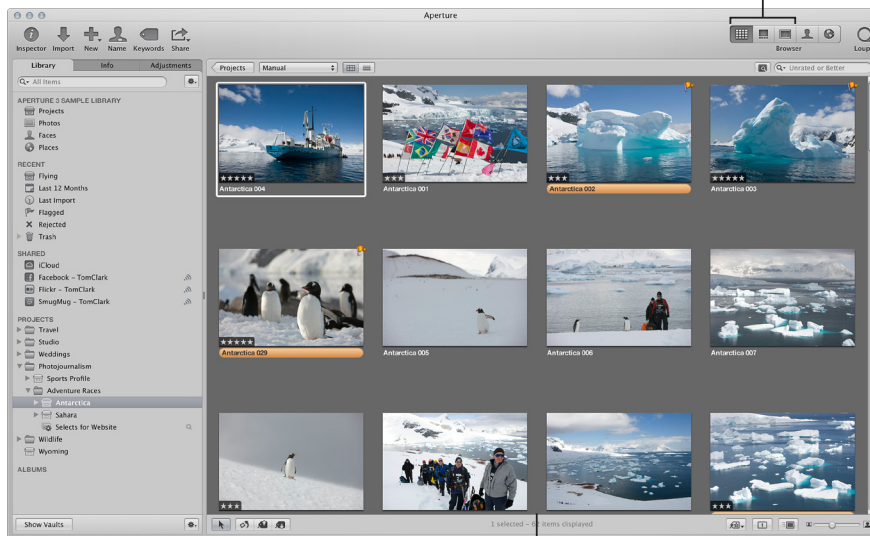 Aperture
Inspector Import New Name Keywords Share
Browser
Loup
Library Info Adjustments
Projects Manual
Unrated or Better
All Items
APERTURE 3 SAMPLE LIBRARY
Projects
Photos
Faces
Places
RECENT
Flying
Last 12 Months
Last Import
Flagged
Rejected
Trash
SHARED
iCloud
Facebook – TomClark
Flickr – TomClark
SmugMug – TomClark
PROJECTS
Travel
Studio
Weddings
Photojournalism
Sports Profile
Adventure Races
Antarctica
Sahara
Selects for Website
Wildlife
Wyoming
ALBUMS
Show Vaults
Antarctica 004
Antarctica 001
Antarctica 002
Antarctica 003
Antarctica 029
Antarctica 005
Antarctica 006
Antarctica 007
1 selected – 62 items displayed